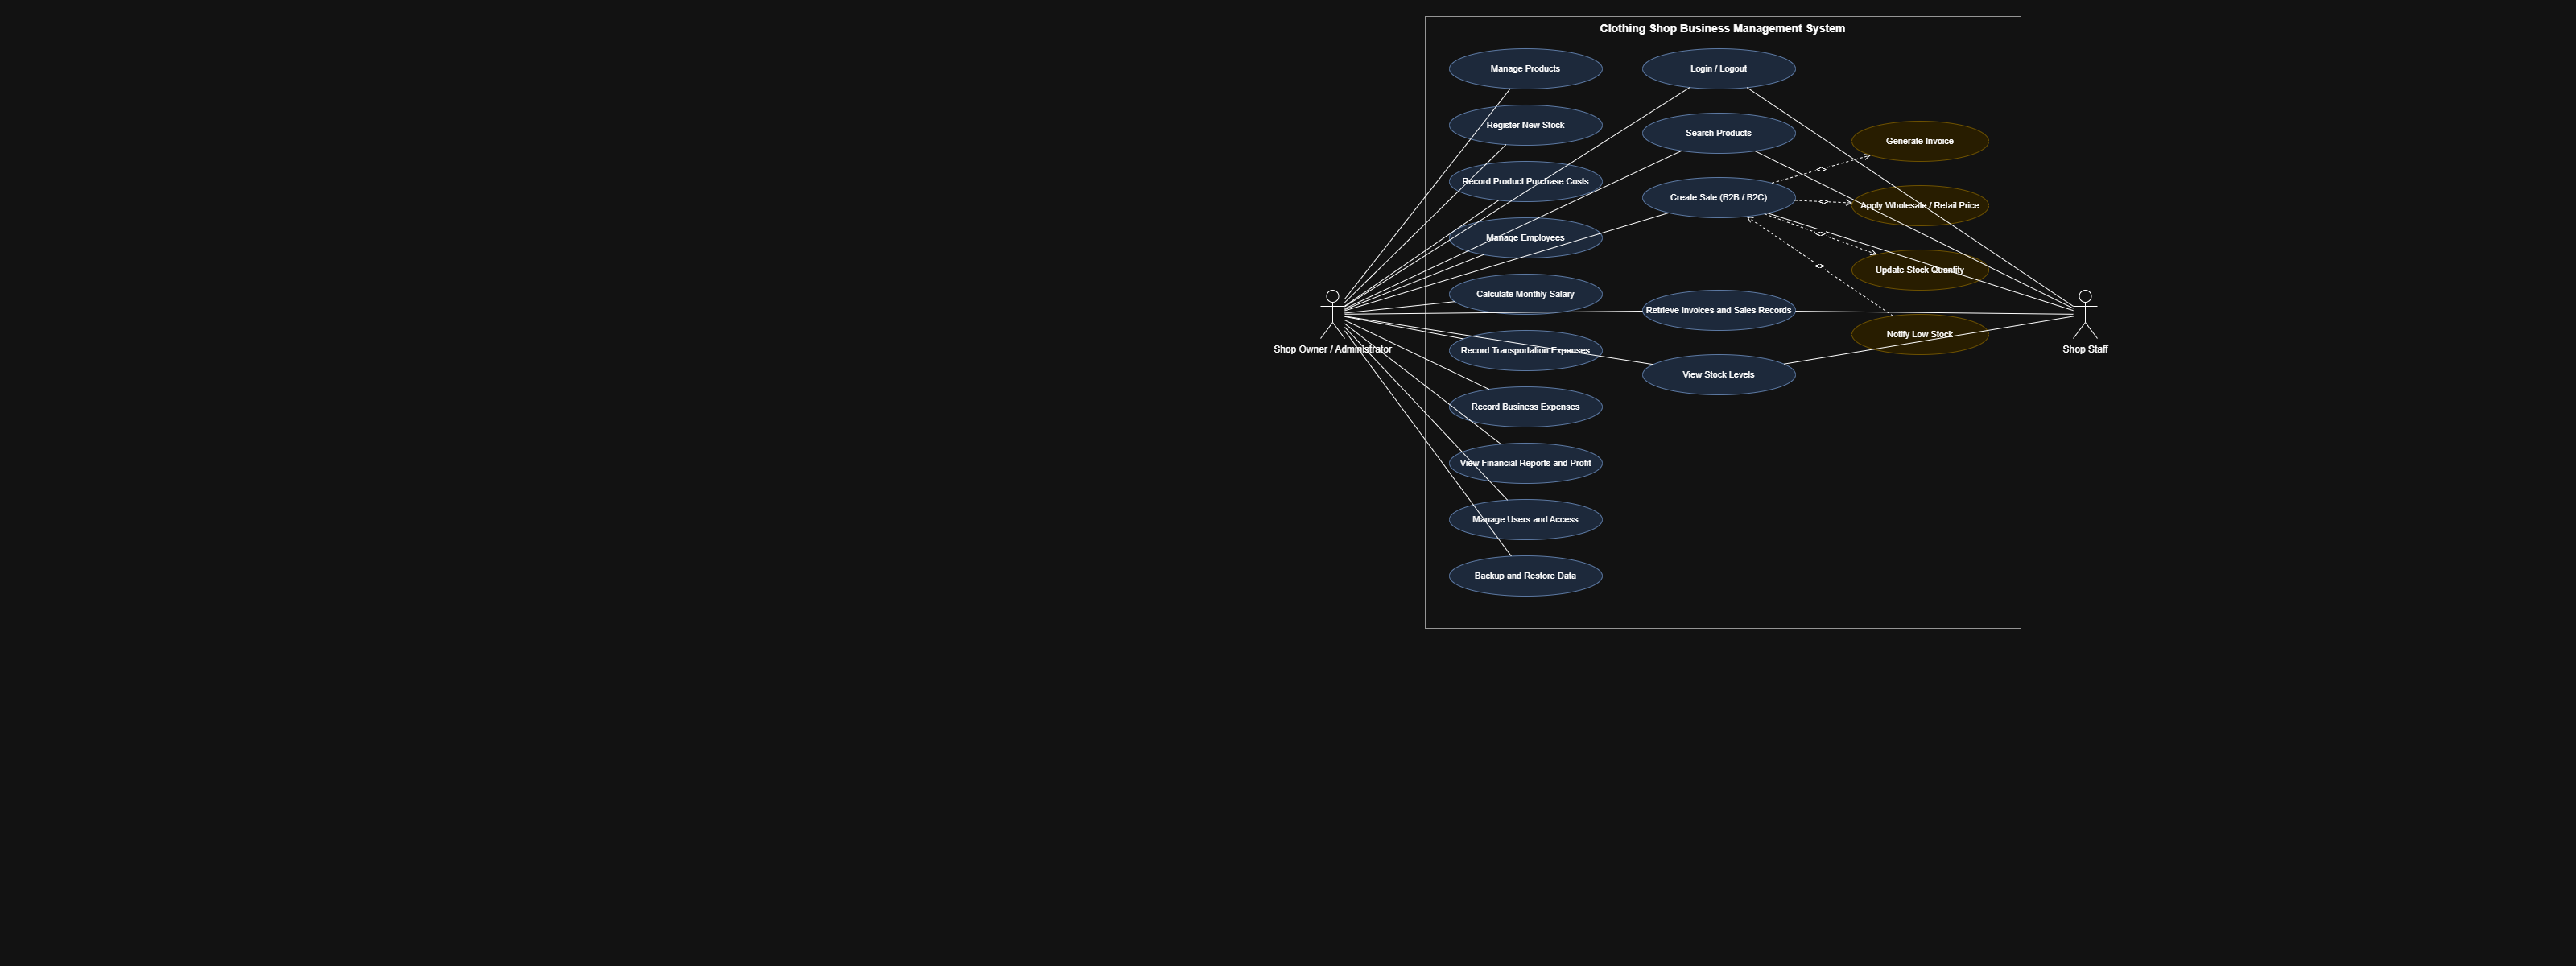 Clothing Shop Business Management System
Manage Products
Login / Logout
Register New Stock
Search Products
Generate Invoice
Record Product Purchase Costs
Create Sale (B2B / B2C)
Apply Wholesale / Retail Price
Manage Employees
Update Stock Quantity
Calculate Monthly Salary
Retrieve Invoices and Sales Records
Notify Low Stock
Shop Owner / Administrator
Record Transportation Expenses
Shop Staff
View Stock Levels
Record Business Expenses
View Financial Reports and Profit
Manage Users and Access
Backup and Restore Data